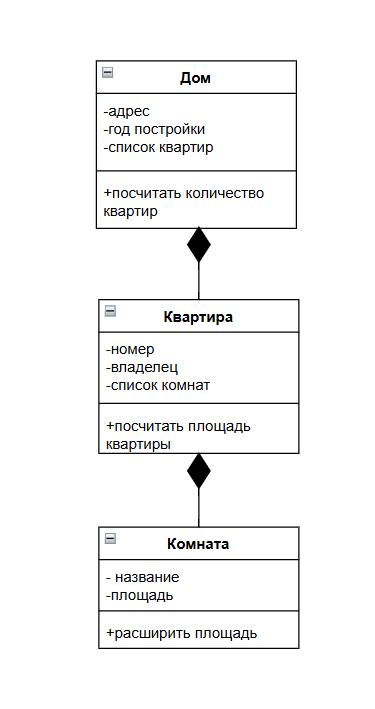 Дом
-адрес
-год постройки
-список квартир
+посчитать количество
квартир
Квартира
-номер
-владелец
-список комнат
+посчитать площадь
квартиры
Комната
- название
-площадь
+расширить площадь